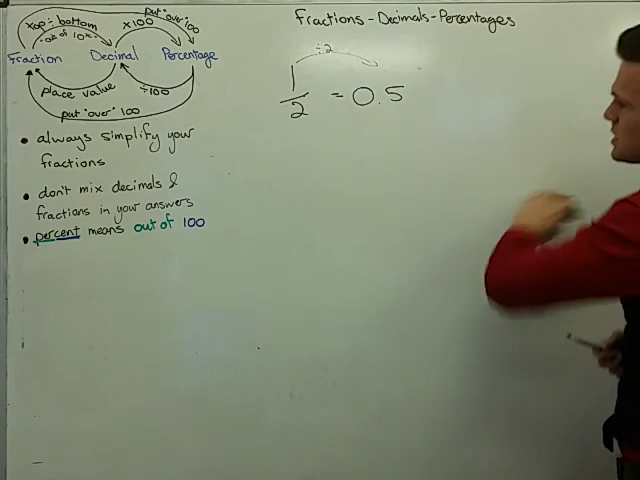 Fractions - Decimals - Percentages
put "over" 100
top ÷ bottom
x100
Fraction Decimal Percentage
place value
÷100
put "over" 100
• always simplify your
fractions
• don't mix decimals &
fractions in your answers
• percent means out of 100
÷2
1/2 = 0.5